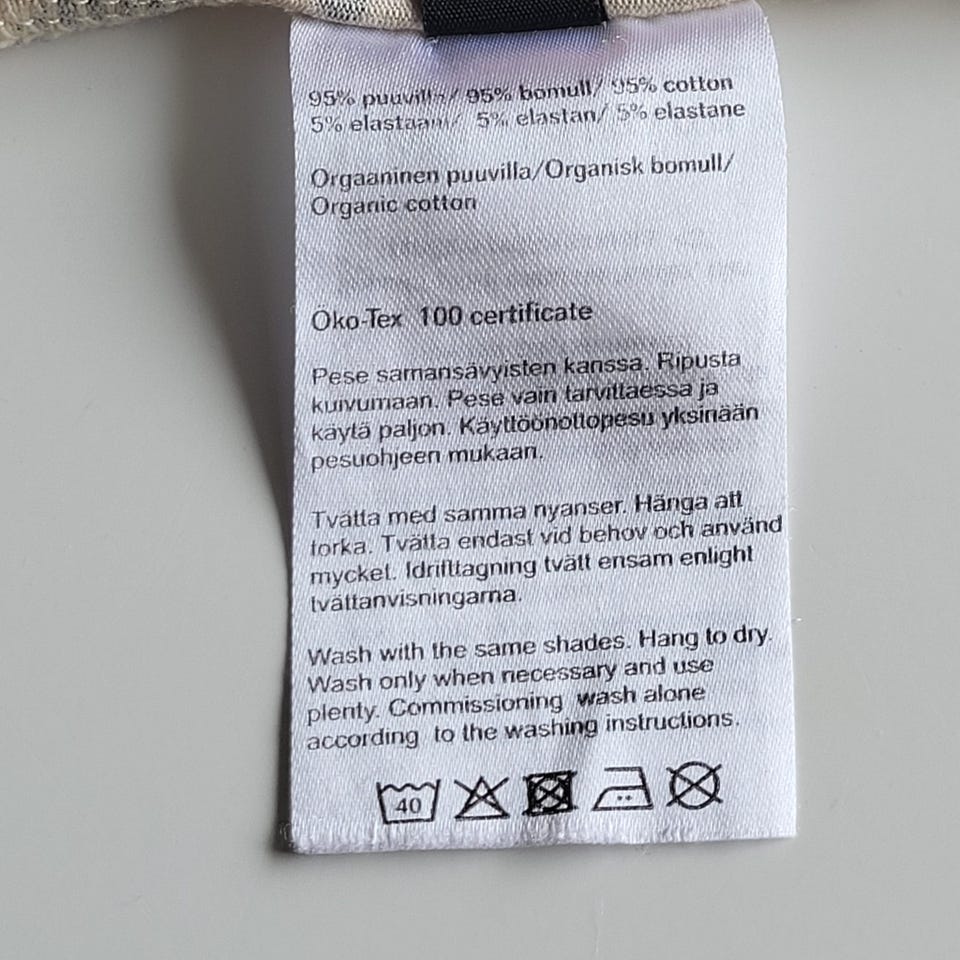 95% puuvilla/ 95% bomull/ 95% cotton
5% elastaani/ 5% elastan/ 5% elastane
Orgaaninen puuvilla/Organisk bomull/
Organic cotton
Öko-Tex 100 certificate
Pese samansävyisten kanssa. Ripusta
kuivumaan. Pese vain tarvittaessa ja
käytä paljon. Käyttöönottopesu yksinään
pesuohjeen mukaan.
Tvätta med samma nyanser. Hänga att
torka. Tvätta endast vid behov och använd
mycket. Idrifttagning tvätt ensam enlight
tvättanvisningarna.
Wash with the same shades. Hang to dry.
Wash only when necessary and use
plenty. Commissioning wash alone
according to the washing instructions.
40